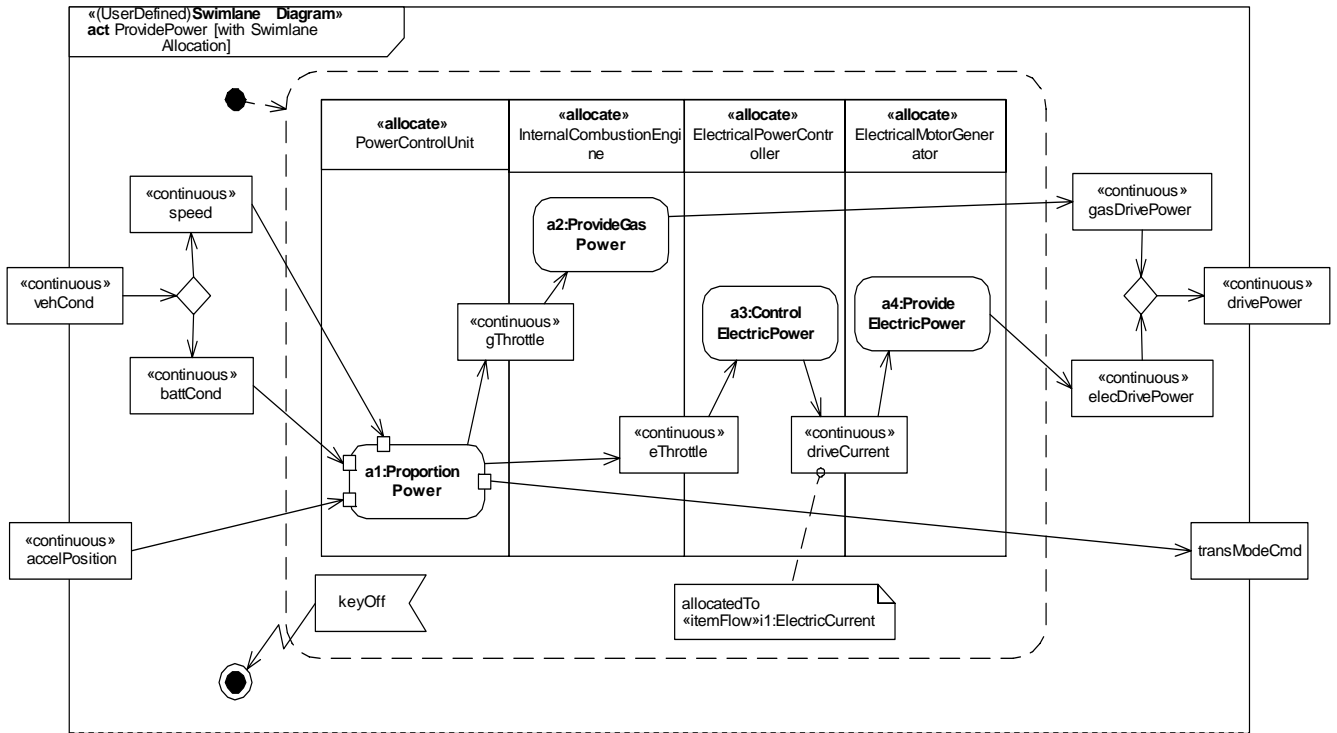 «(UserDefined)Swimlane Diagram»
act ProvidePower [with Swimlane
Allocation]
«allocate»
PowerControlUnit
«allocate»
InternalCombustionEngi
ne
«allocate»
ElectricalPowerContr
oller
«allocate»
ElectricalMotorGener
ator
«continuous»
speed
«continuous»
vehCond
«continuous»
battCond
«continuous»
accelPosition
a1:Proportion
Power
«continuous»
gThrottle
a2:ProvideGas
Power
«continuous»
eThrottle
a3:Control
ElectricPower
«continuous»
driveCurrent
a4:Provide
ElectricPower
«continuous»
gasDrivePower
«continuous»
drivePower
«continuous»
elecDrivePower
transModeCmd
keyOff
allocatedTo
«itemFlow»i1:ElectricCurrent